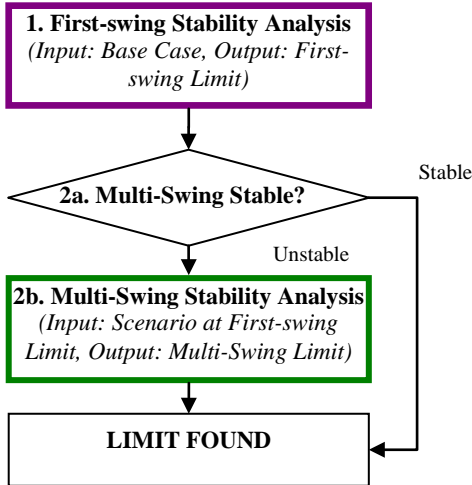 1. First-swing Stability Analysis
(Input: Base Case, Output: First-
swing Limit)
2a. Multi-Swing Stable?
Stable
Unstable
2b. Multi-Swing Stability Analysis
(Input: Scenario at First-swing
Limit, Output: Multi-Swing Limit)
LIMIT FOUND